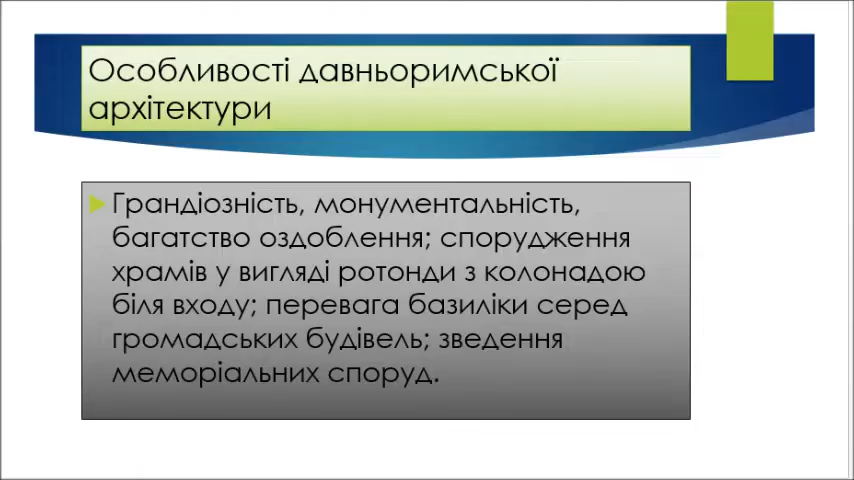 Особливості давньоримської
архітектури
Грандіозність, монументальність,
багатство оздоблення; спорудження
храмів у вигляді ротонди з колонадою
біля входу; перевага базиліки серед
громадських будівель; зведення
меморіальних споруд.